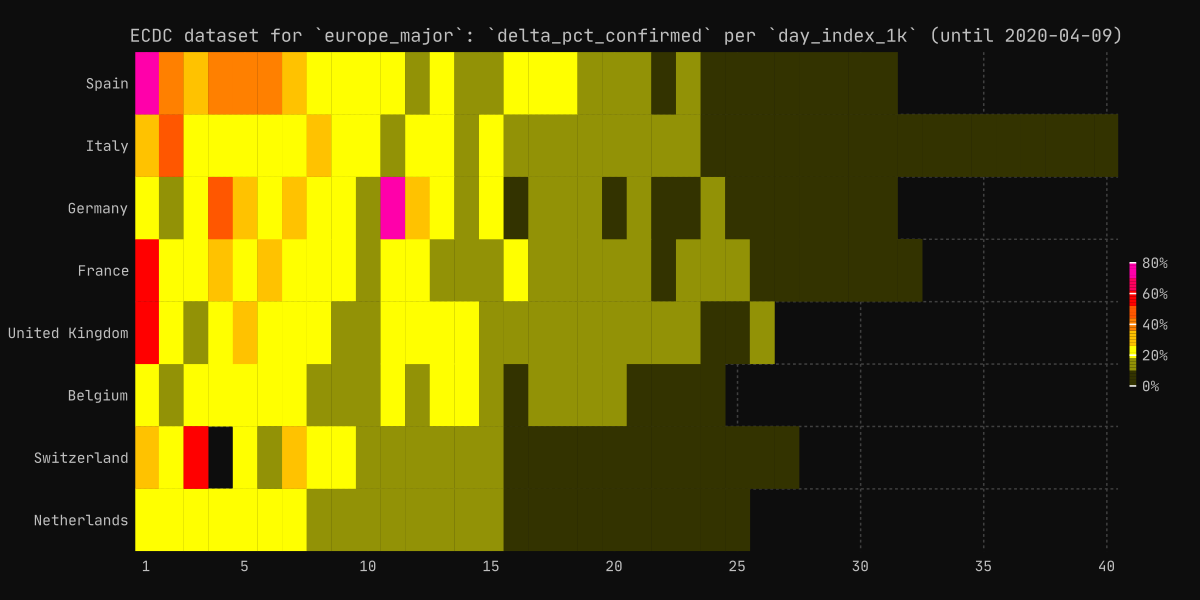 ECDC dataset for `europe_major`: `delta_pct_confirmed` per `day_index_1k` (until 2020-04-09)
Spain
Italy
Germany
France
United Kingdom
Belgium
Switzerland
Netherlands
80%
60%
40%
20%
0%
1 5 10 15 20 25 30 35 40